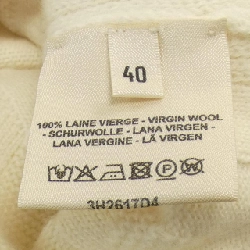 40
100% LAINE VIERGE - VIRGIN WOOL
- SCHURWOLLE - LANA VIRGEN -
LANA VERGINE - LÃ VIRGEN
3H2617D4